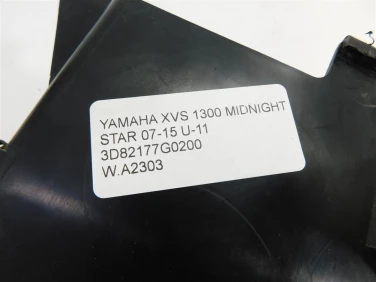 YAMAHA XVS 1300 MIDNIGHT
STAR 07-15 U-11
3D82177G0200
W.A2303